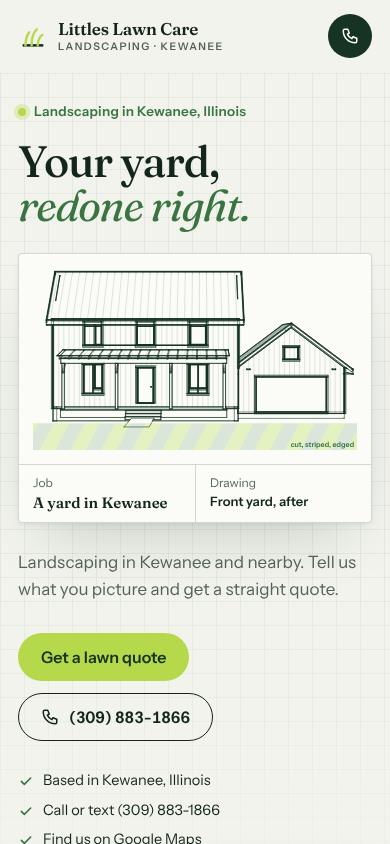 Littles Lawn Care
LANDSCAPING · KEWANEE
Landscaping in Kewanee, Illinois
Your yard,
redone right.
cut, striped, edged
Job
A yard in Kewanee
Drawing
Front yard, after
Landscaping in Kewanee and nearby. Tell us
what you picture and get a straight quote.
Get a lawn quote
(309) 883-1866
Based in Kewanee, Illinois
Call or text (309) 883-1866
Find us on Google Maps